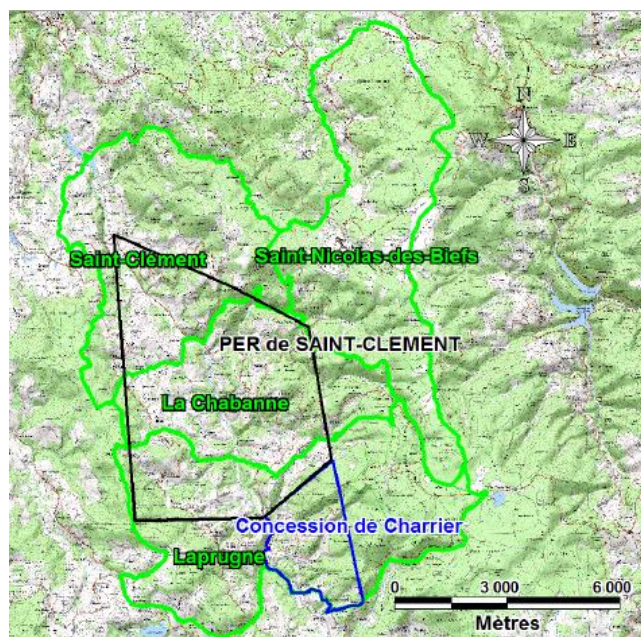 N
W E
S
Saint-Clément
Saint-Nicolas-des-Biefs
PER de SAINT-CLEMENT
La Chabanne
Concession de Charrier
Laprugne
0 3 000 6 000
Mètres